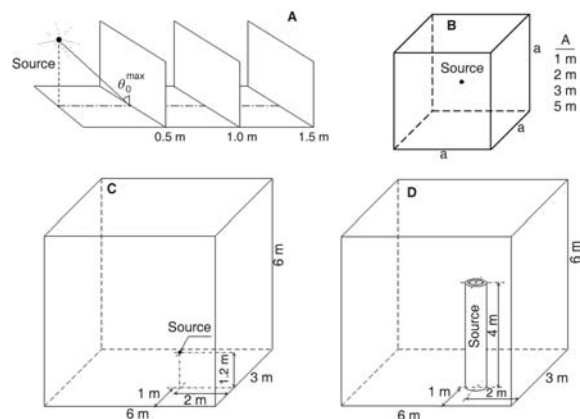 A
Source
θ₀ᵐᵃˣ
0.5 m
1.0 m
1.5 m
B
Source
a
a
a
A
1 m
2 m
3 m
5 m
C
6 m
Source
1.2 m
1 m
2 m
3 m
6 m
D
6 m
Source
4 m
1 m
2 m
3 m
6 m